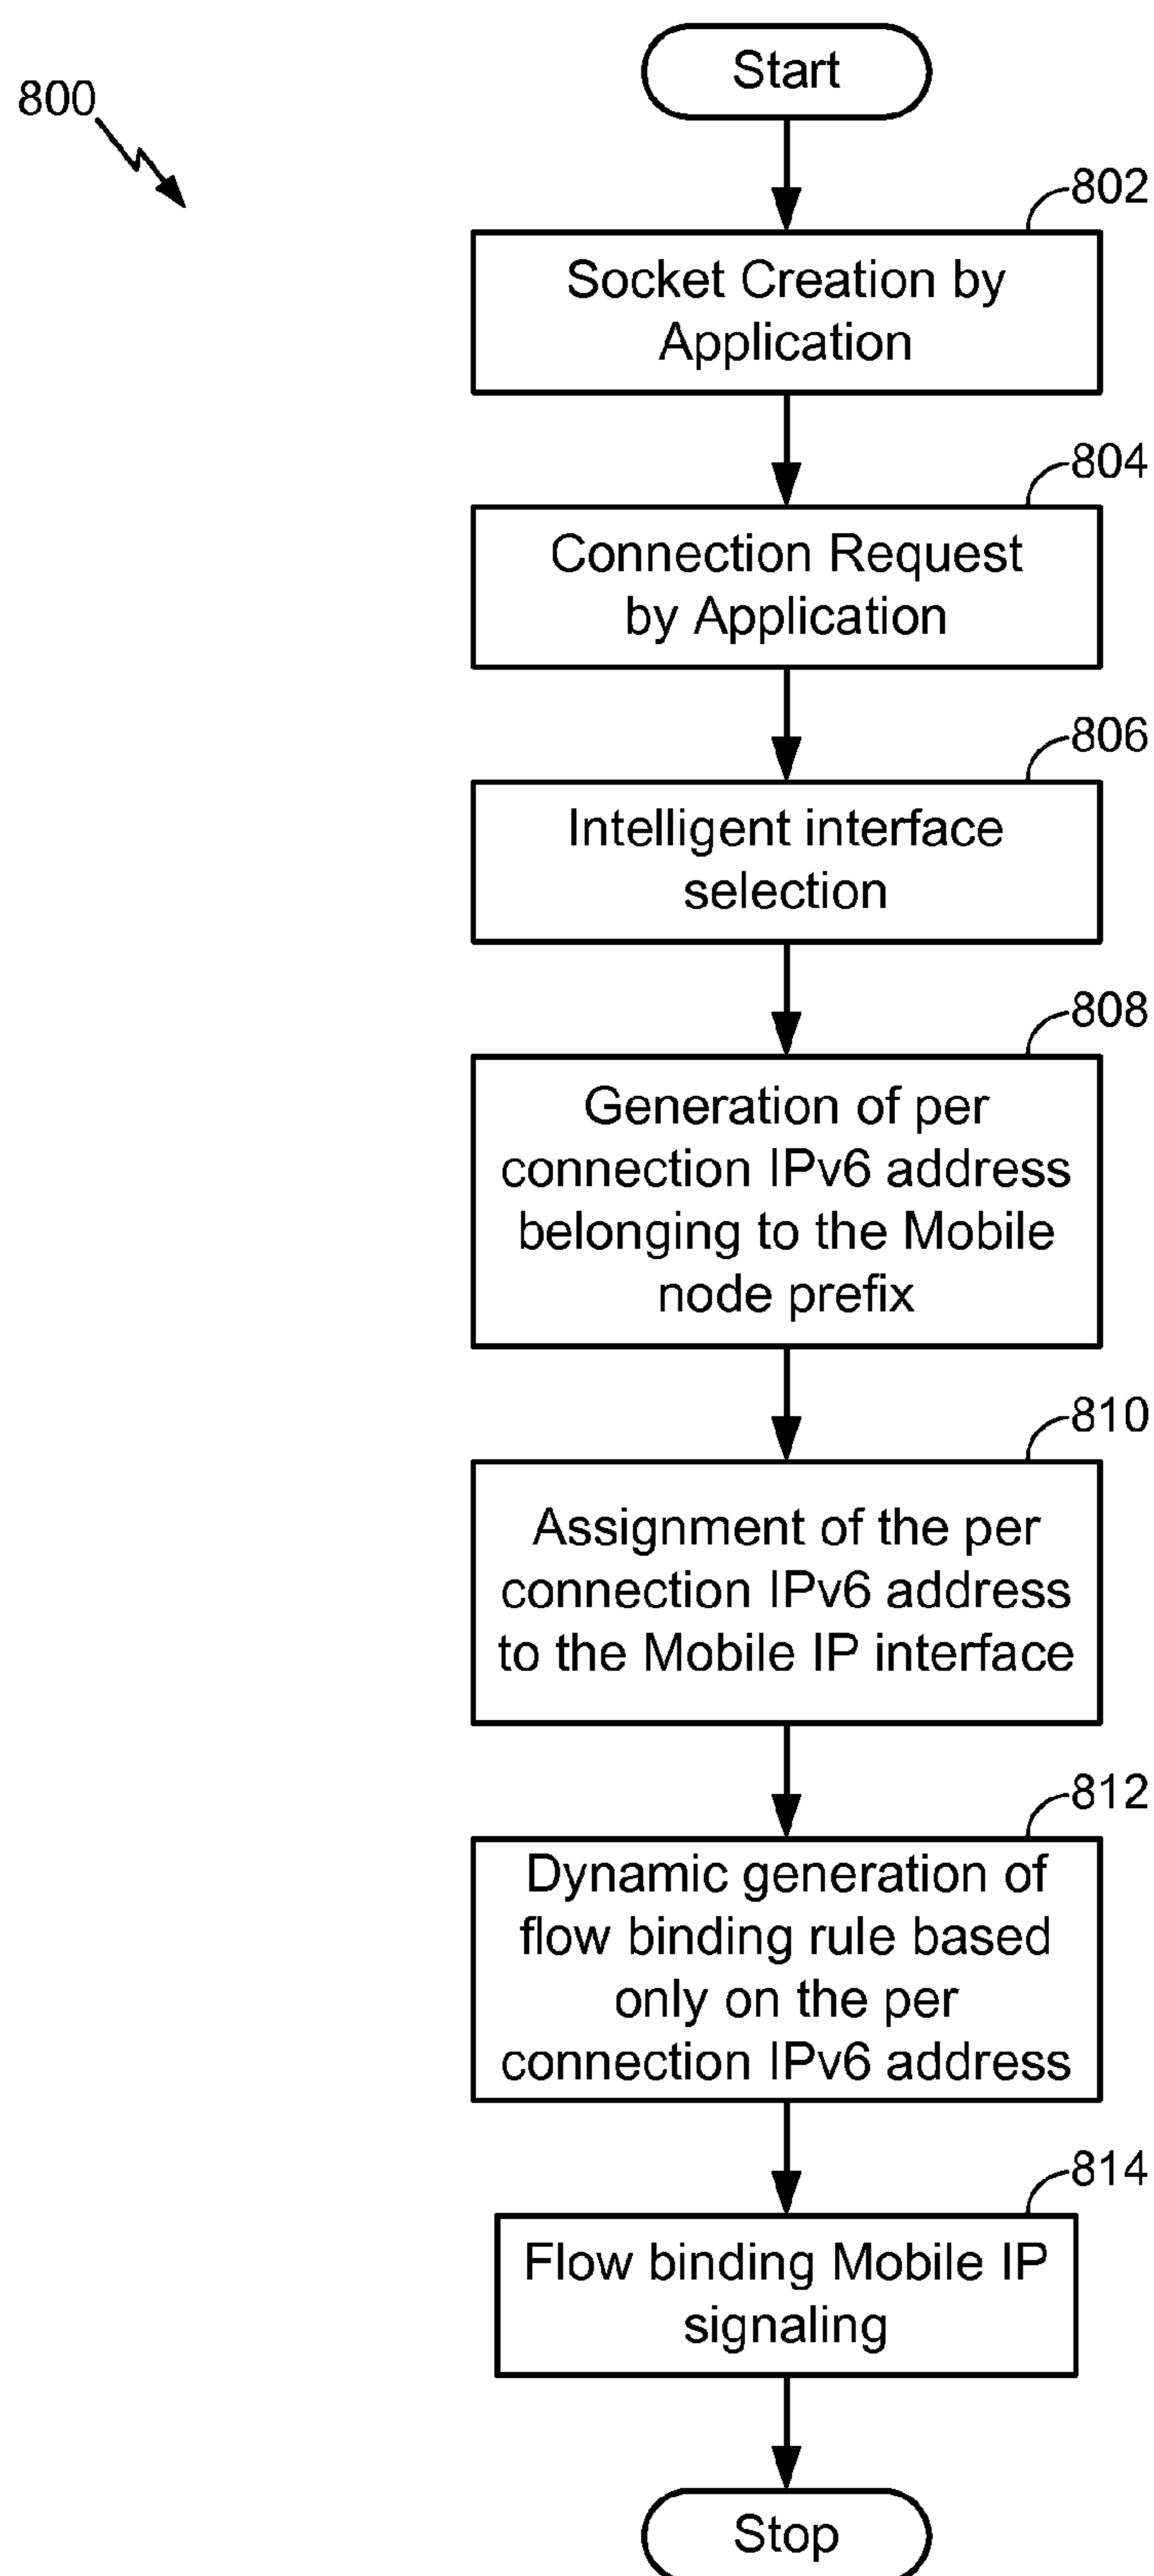 Start
800
802
Socket Creation by
Application
804
Connection Request
by Application
806
Intelligent interface
selection
808
Generation of per
connection IPv6 address
belonging to the Mobile
node prefix
810
Assignment of the per
connection IPv6 address
to the Mobile IP interface
812
Dynamic generation of
flow binding rule based
only on the per
connection IPv6 address
814
Flow binding Mobile IP
signaling
Stop